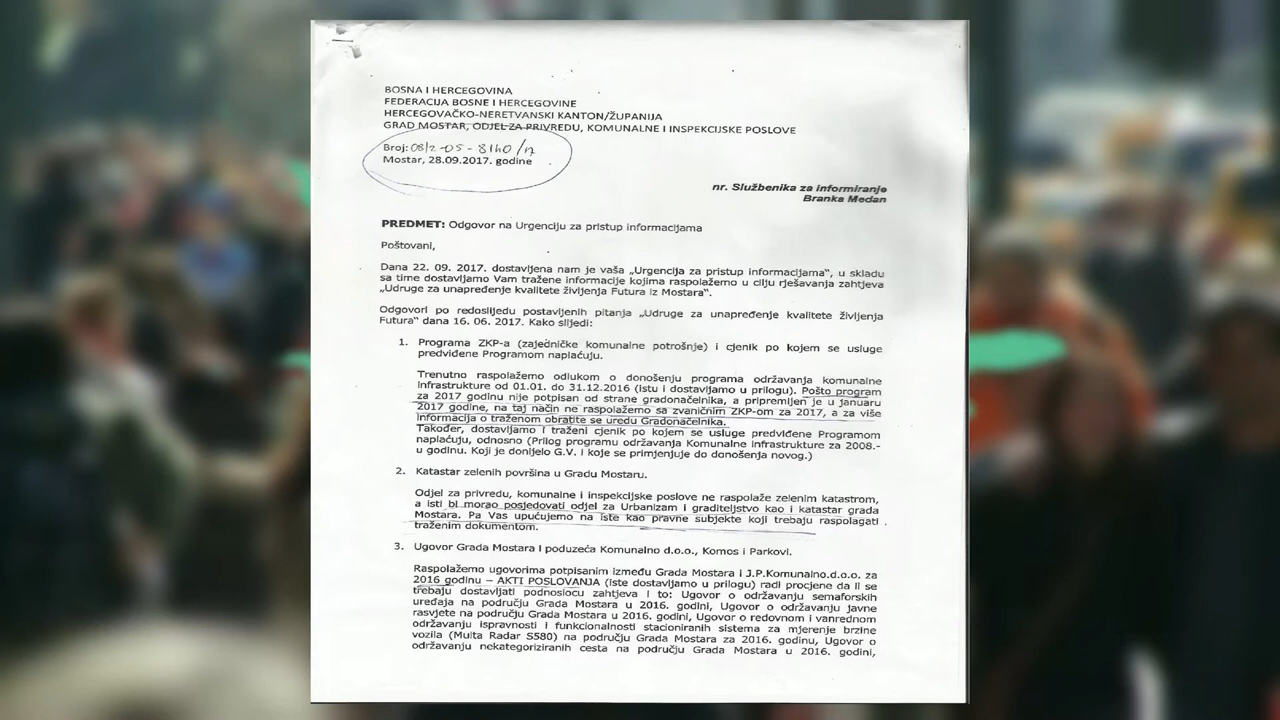 BOSNA I HERCEGOVINA
FEDERACIJA BOSNE I HERCEGOVINE
HERCEGOVAČKO-NERETVANSKI KANTON/ŽUPANIJA
GRAD MOSTAR, ODJEL ZA PRIVREDU, KOMUNALNE I INSPEKCIJSKE POSLOVE
Broj: 08/2-05-8140/17
Mostar, 28.09.2017. godine
nr. Službenika za informiranje
Branka Medan
PREDMET: Odgovor na Urgenciju za pristup informacijama
Poštovani,
Dana 22. 09. 2017. dostavljena nam je vaša „Urgencija za pristup informacijama“, u skladu
sa time dostavljamo Vam tražene informacije kojima raspolažemo u cilju rješavanja zahtjeva
„Udruge za unapređenje kvalitete življenja Futura iz Mostara“.
Odgovori po redoslijedu postavljenih pitanja „Udruge za unapređenje kvalitete življenja
Futura“ dana 16. 06. 2017. Kako slijedi:
1. Programa ZKP-a (zajedničke komunalne potrošnje) i cjenik po kojem se usluge
predviđene Programom naplaćuju.
Trenutno raspolažemo odlukom o donošenju programa održavanja komunalne
infrastrukture od 01.01. do 31.12.2016 (istu i dostavljamo u prilogu). Pošto program
za 2017 godinu nije potpisan od strane gradonačelnika, a pripremljen je u januaru
2017 godine, na taj način ne raspolažemo sa zvaničnim ZKP-om za 2017, a za više
informacija o traženom obratite se uredu Gradonačelnika.
Također, dostavljamo i traženi cjenik po kojem se usluge predviđene Programom
naplaćuju, odnosno (Prilog programu održavanja Komunalne infrastrukture za 2008.-
u godinu. Koji je donijelo G.V. i koje se primjenjuje do donošenja novog.)
2. Katastar zelenih površina u Gradu Mostaru.
Odjel za privredu, komunalne i inspekcijske poslove ne raspolaže zelenim katastrom,
a isti bi morao posjedovati odjel za Urbanizam i graditeljstvo kao i katastar grada
Mostara. Pa Vas upućujemo na iste kao pravne subjekte koji trebaju raspolagati
traženim dokumentom.
3. Ugovor Grada Mostara i poduzeća Komunalno d.o.o., Komos i Parkovi.
Raspolažemo ugovorima potpisanim između Grada Mostara i J.P.Komunalno.d.o.o. za
2016 godinu – AKTI POSLOVANJA (iste dostavljamo u prilogu) radi procjene da li se
trebaju dostavljati podnosiocu zahtjeva i to: Ugovor o održavanju semaforskih
uređaja na području Grada Mostara u 2016. godini, Ugovor o održavanju javne
rasvjete na području Grada Mostara u 2016. godini, Ugovor o redovnom i vanrednom
održavanju ispravnosti i funkcionalnosti stacioniranih sistema za mjerenje brzine
vozila (Multa Radar S580) na području Grada Mostara za 2016. godinu, Ugovor o
održavanju nekategoriziranih cesta na području Grada Mostara u 2016. godini,